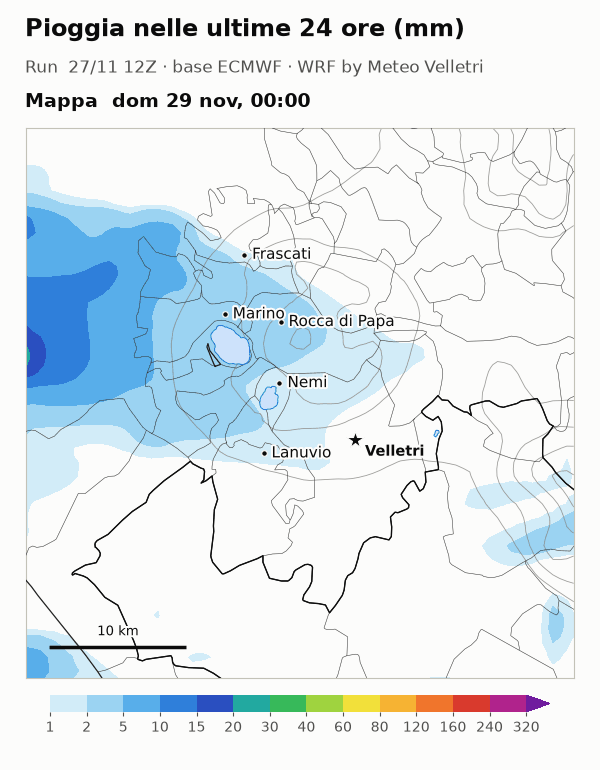 Pioggia nelle ultime 24 ore (mm)
Run  27/11 12Z · base ECMWF · WRF by Meteo Velletri
Mappa  dom 29 nov, 00:00
Frascati
Marino
Rocca di Papa
Nemi
Velletri
Lanuvio
10 km
1 2 5 10 15 20 30 40 60 80 120 160 240 320